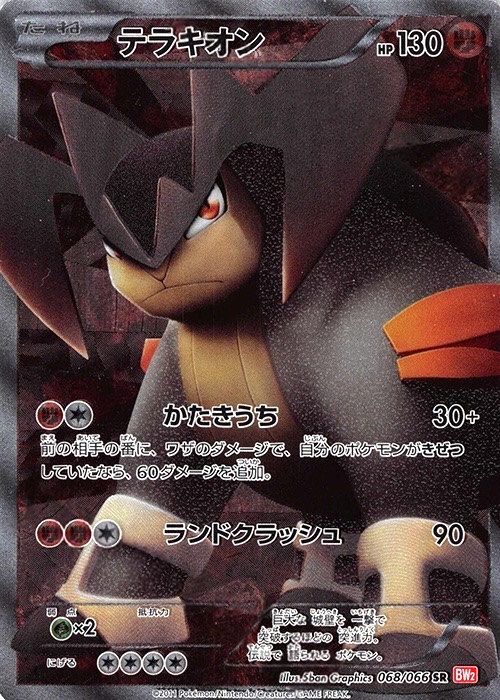 たね テラキオン HP130
かたきうち 30+
前の相手の番に、ワザのダメージで、自分のポケモンがきぜつ
していたなら、60ダメージを追加。
ランドクラッシュ 90
弱点 抵抗力
×2
巨大な 城壁を 一撃で
突破するほどの 突進力。
伝説で 語られる ポケモン。
にげる
Illus. 5ban Graphics 068/066 SR BW2
©2011 Pokémon/Nintendo/Creatures/GAME FREAK.